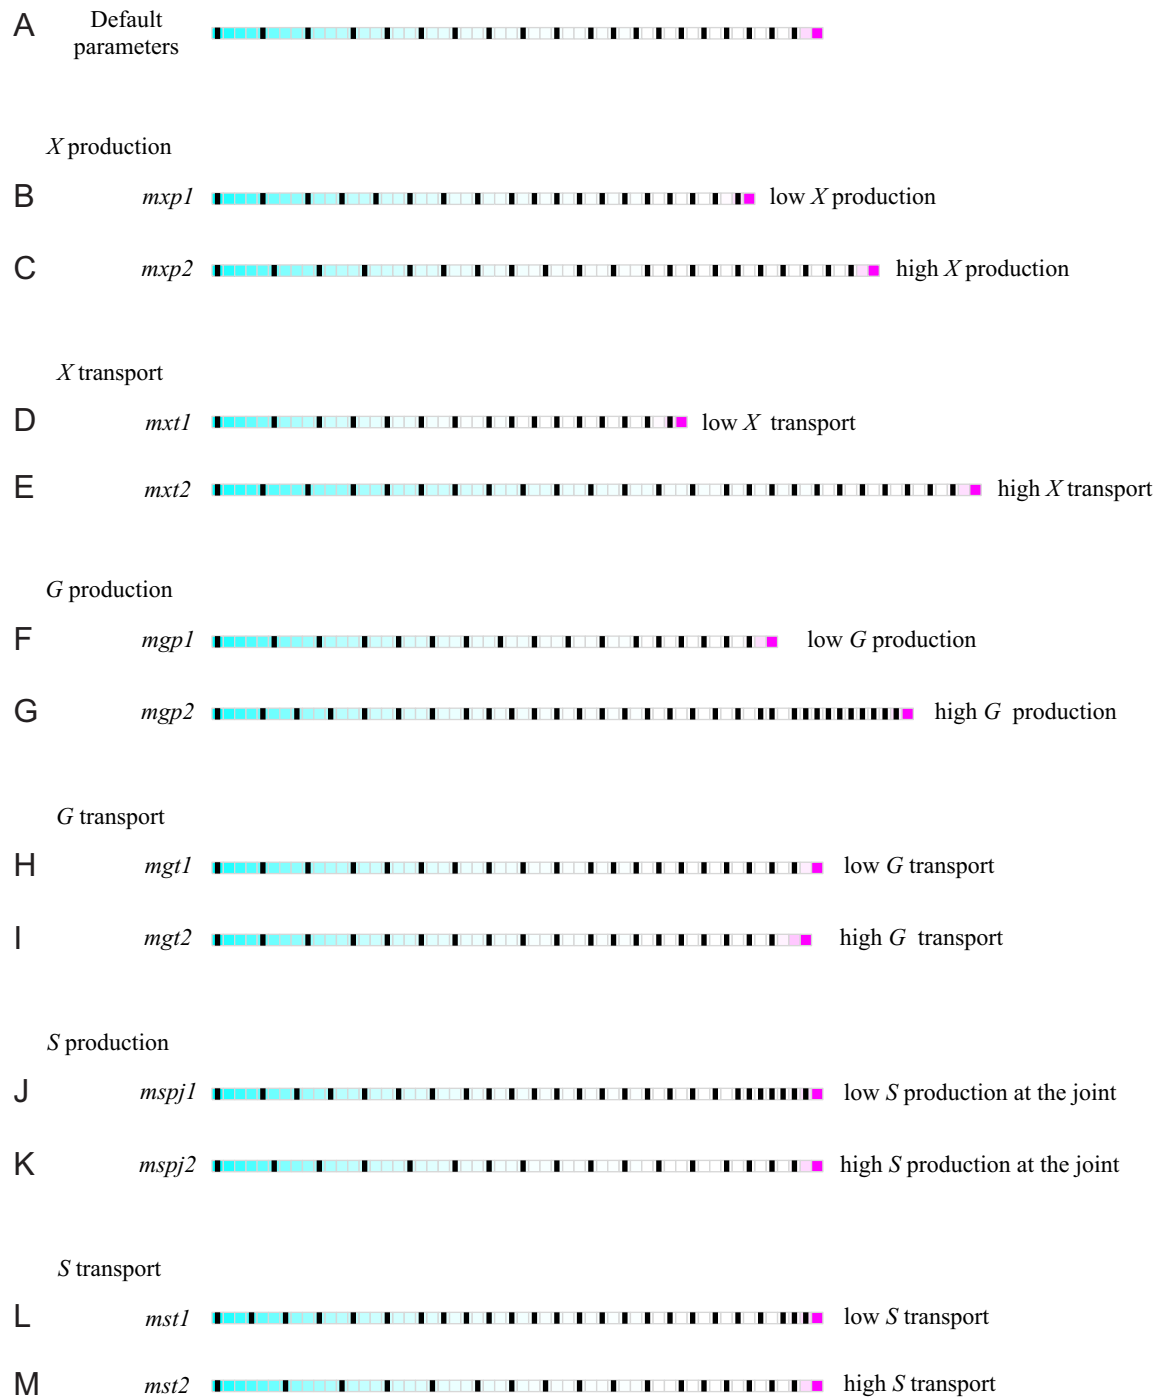 A Default
parameters
X production
B mxp1 low X production
C mxp2 high X production
X transport
D mxt1 low X transport
E mxt2 high X transport
G production
F mgp1 low G production
G mgp2 high G production
G transport
H mgt1 low G transport
I mgt2 high G transport
S production
J mspj1 low S production at the joint
K mspj2 high S production at the joint
S transport
L mst1 low S transport
M mst2 high S transport